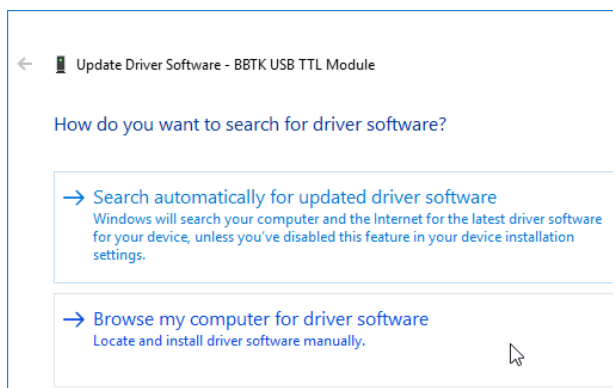 Update Driver Software - BBTK USB TTL Module
How do you want to search for driver software?
Search automatically for updated driver software
Windows will search your computer and the Internet for the latest driver software
for your device, unless you've disabled this feature in your device installation
settings.
Browse my computer for driver software
Locate and install driver software manually.